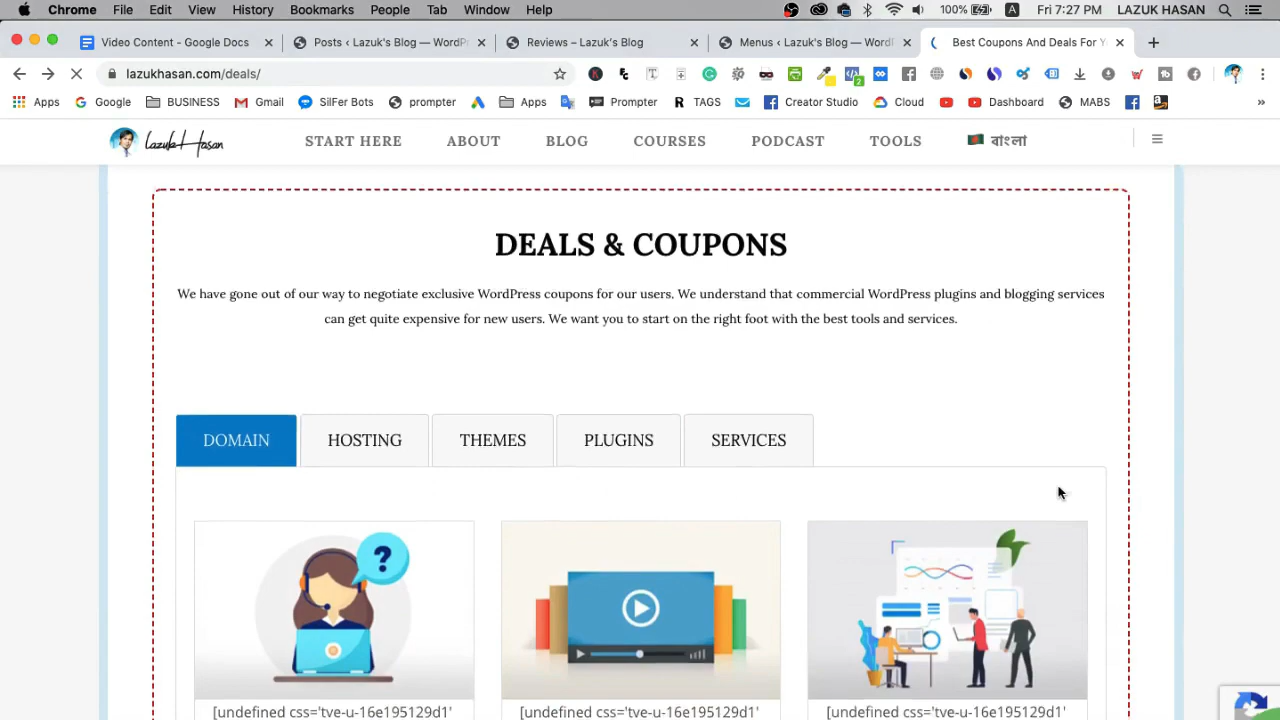 Chrome File Edit View History Bookmarks People Tab Window Help 100% A Fri 7:27 PM LAZUK HASAN
Video Content - Google Docs Posts ‹ Lazuk's Blog — WordP Reviews – Lazuk's Blog Menus ‹ Lazuk's Blog — WordP Best Coupons And Deals For Y
lazukhasan.com/deals/
Apps Google BUSINESS Gmail SilFer Bots prompter Apps Prompter R TAGS Creator Studio Cloud Dashboard MABS »
Lazuk Hasan START HERE ABOUT BLOG COURSES PODCAST TOOLS বাংলা
DEALS & COUPONS
We have gone out of our way to negotiate exclusive WordPress coupons for our users. We understand that commercial WordPress plugins and blogging services
can get quite expensive for new users. We want you to start on the right foot with the best tools and services.
DOMAIN HOSTING THEMES PLUGINS SERVICES
?
[undefined css='tve-u-16e195129d1' [undefined css='tve-u-16e195129d1' [undefined css='tve-u-16e195129d1'